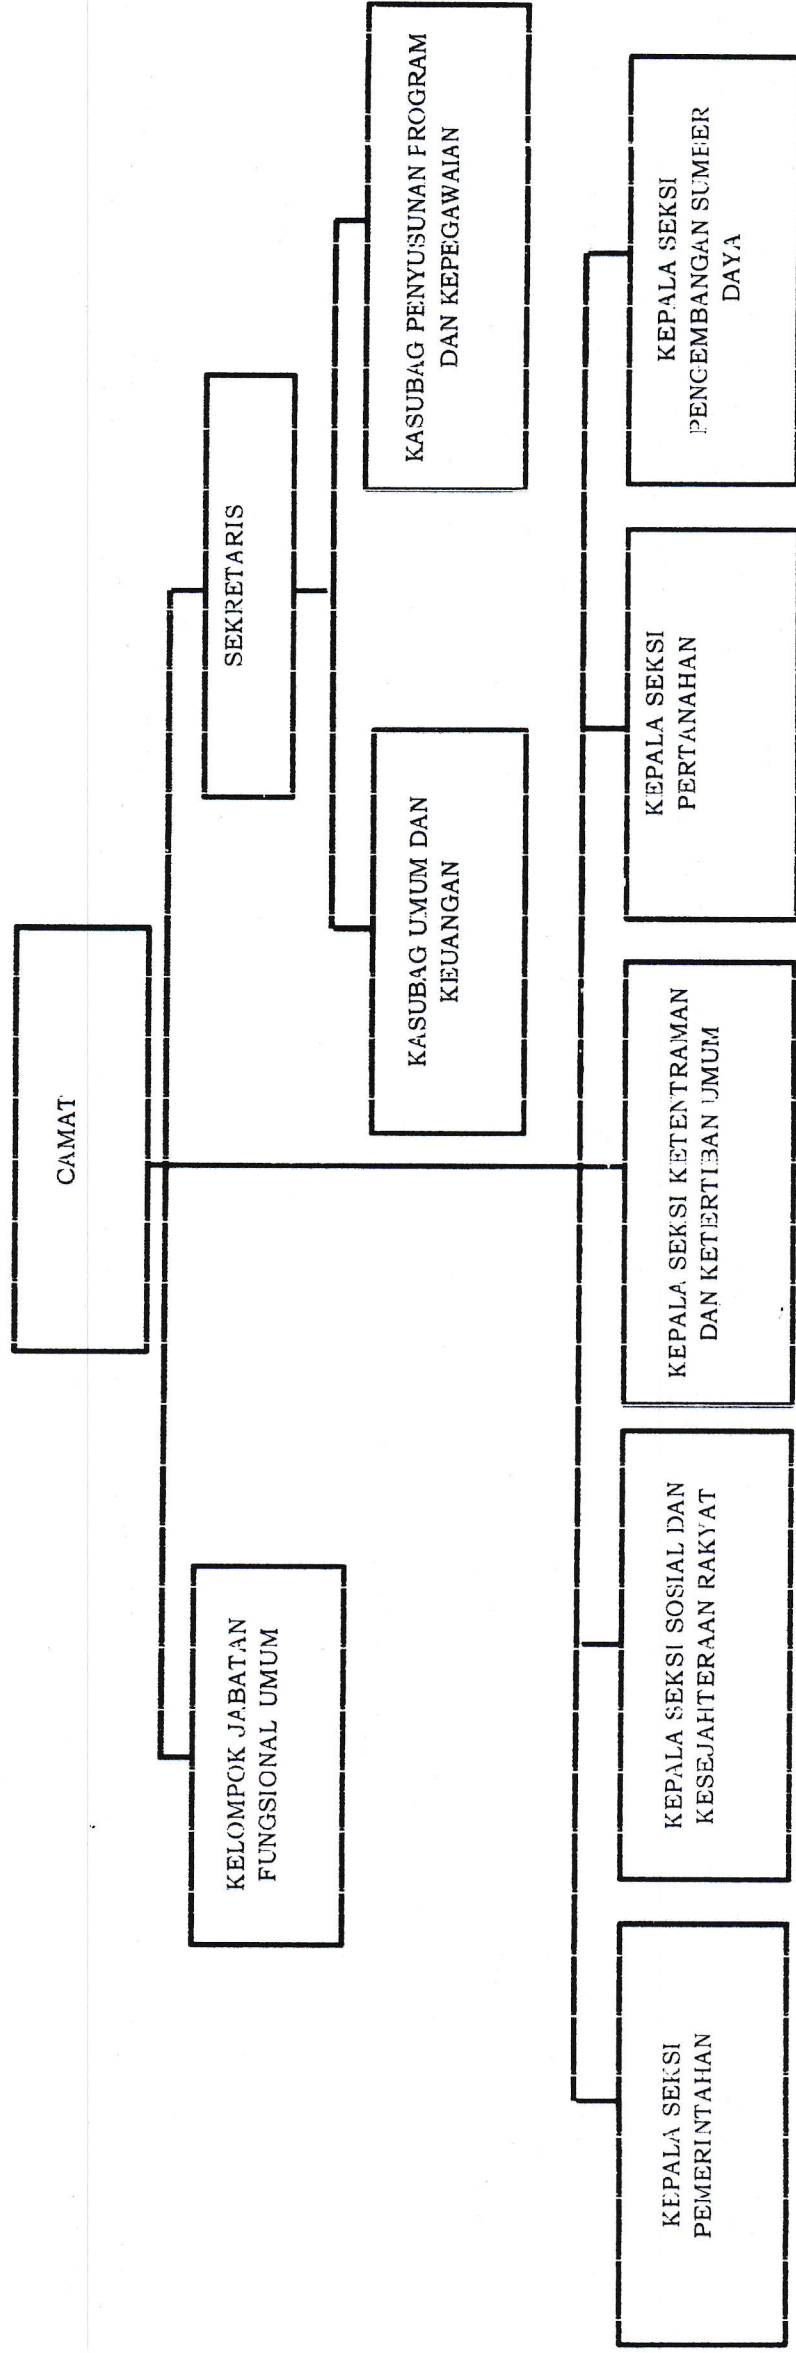 CAMAT
KELOMPOK JABATAN
FUNGSIONAL UMUM
SEKRETARIS
KASUBAG UMUM DAN
KEUANGAN
KASUBAG PENYUSUNAN PROGRAM
DAN KEPEGAWAIAN
KEPALA SEKSI
PEMERINTAHAN
KEPALA SEKSI SOSIAL DAN
KESEJAHTERAAN RAKYAT
KEPALA SEKSI KETENTRAMAN
DAN KETERTIBAN UMUM
KEPALA SEKSI
PERTANAHAN
KEPALA SEKSI
PENGEMBANGAN SUMBER
DAYA